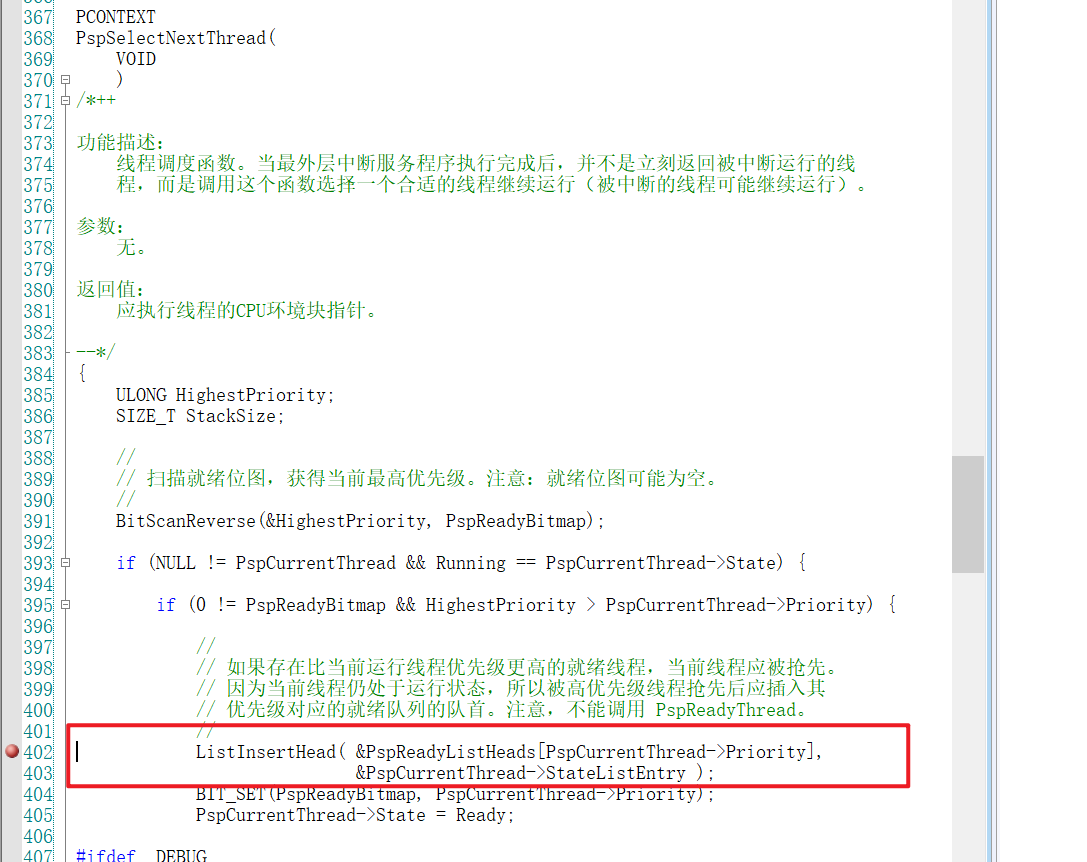 367 PCONTEXT
368 PspSelectNextThread(
369     VOID
370     )
371 /*++
372
373 功能描述:
374     线程调度函数。当最外层中断服务程序执行完成后，并不是立刻返回被中断运行的线
375     程，而是调用这个函数选择一个合适的线程继续运行（被中断的线程可能继续运行）。
376
377 参数:
378     无。
379
380 返回值:
381     应执行线程的CPU环境块指针。
382
383 --*/
384 {
385     ULONG HighestPriority;
386     SIZE_T StackSize;
387
388     //
389     // 扫描就绪位图，获得当前最高优先级。注意：就绪位图可能为空。
390     //
391     BitScanReverse(&HighestPriority, PspReadyBitmap);
392
393     if (NULL != PspCurrentThread && Running == PspCurrentThread->State) {
394
395         if (0 != PspReadyBitmap && HighestPriority > PspCurrentThread->Priority) {
396
397             //
398             // 如果存在比当前运行线程优先级更高的就绪线程，当前线程应被抢先。
399             // 因为当前线程仍处于运行状态，所以被高优先级线程抢先后应插入其
400             // 优先级对应的就绪队列的队首。注意，不能调用 PspReadyThread。
401             //
402             ListInsertHead( &PspReadyListHeads[PspCurrentThread->Priority],
403                             &PspCurrentThread->StateListEntry );
404             BIT_SET(PspReadyBitmap, PspCurrentThread->Priority);
405             PspCurrentThread->State = Ready;
406
407 #ifdef _DEBUG